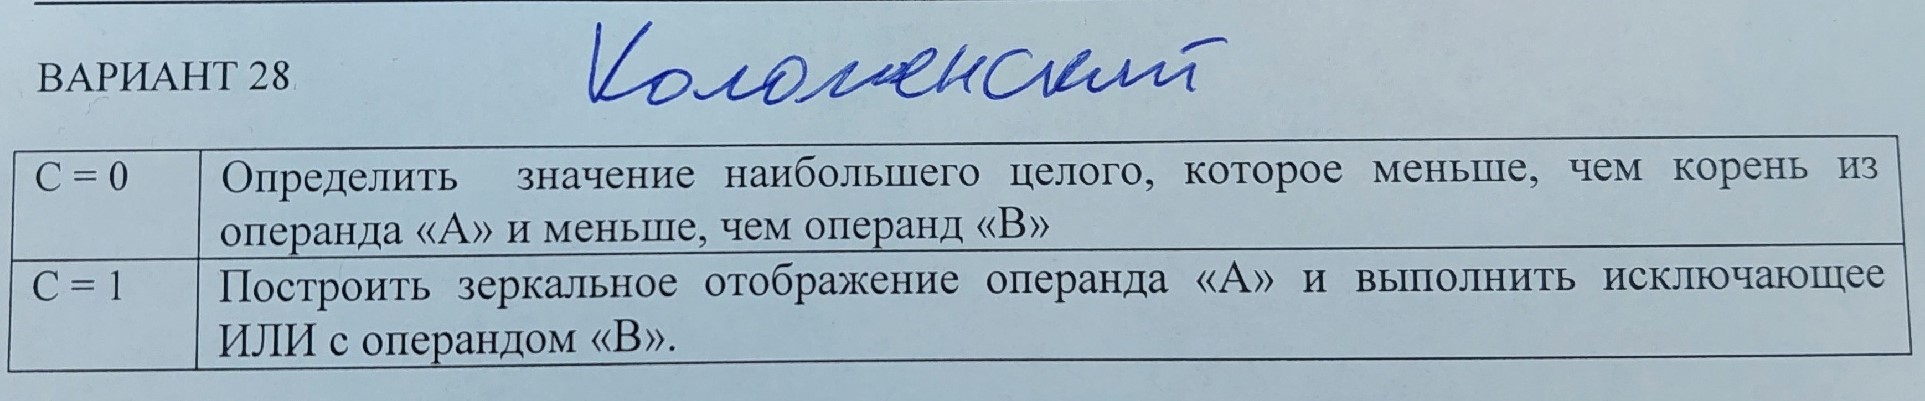 ВАРИАНТ 28 Коломенский
С = 0 Определить значение наибольшего целого, которое меньше, чем корень из
операнда «А» и меньше, чем операнд «В»
С = 1 Построить зеркальное отображение операнда «А» и выполнить исключающее
ИЛИ с операндом «В».